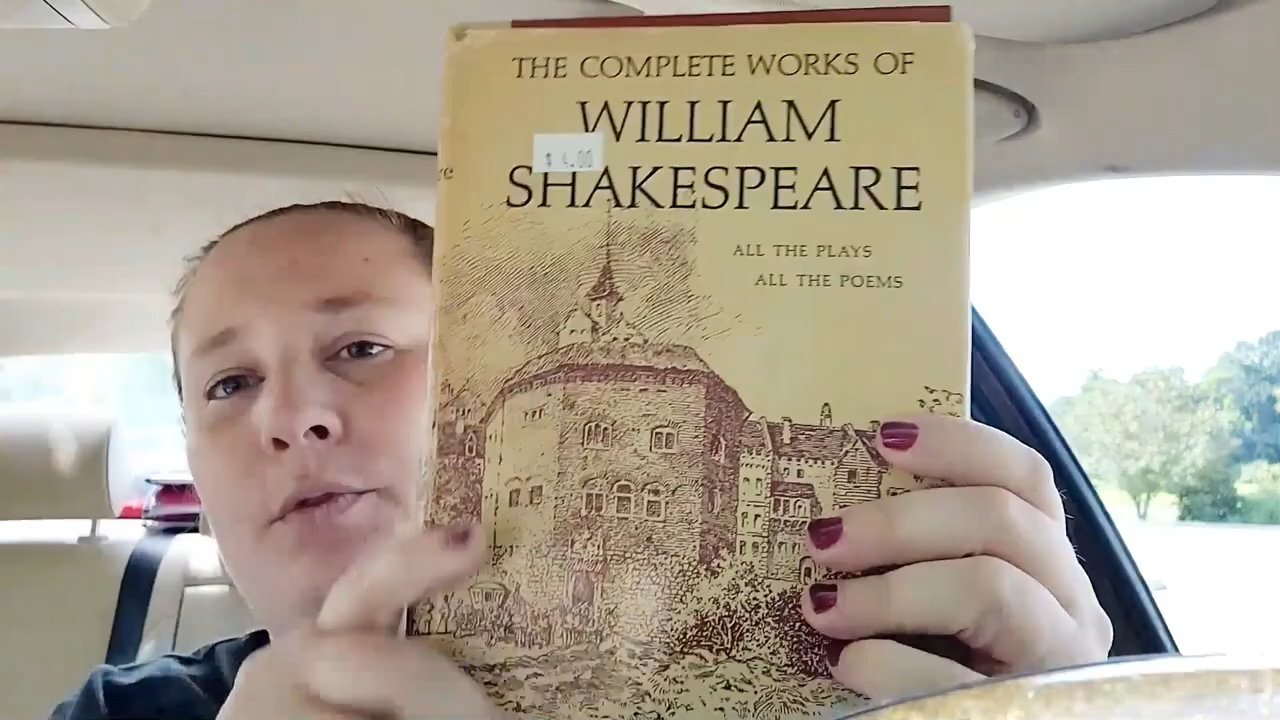 THE COMPLETE WORKS OF
WILLIAM
$ 4.00
SHAKESPEARE
ALL THE PLAYS
ALL THE POEMS